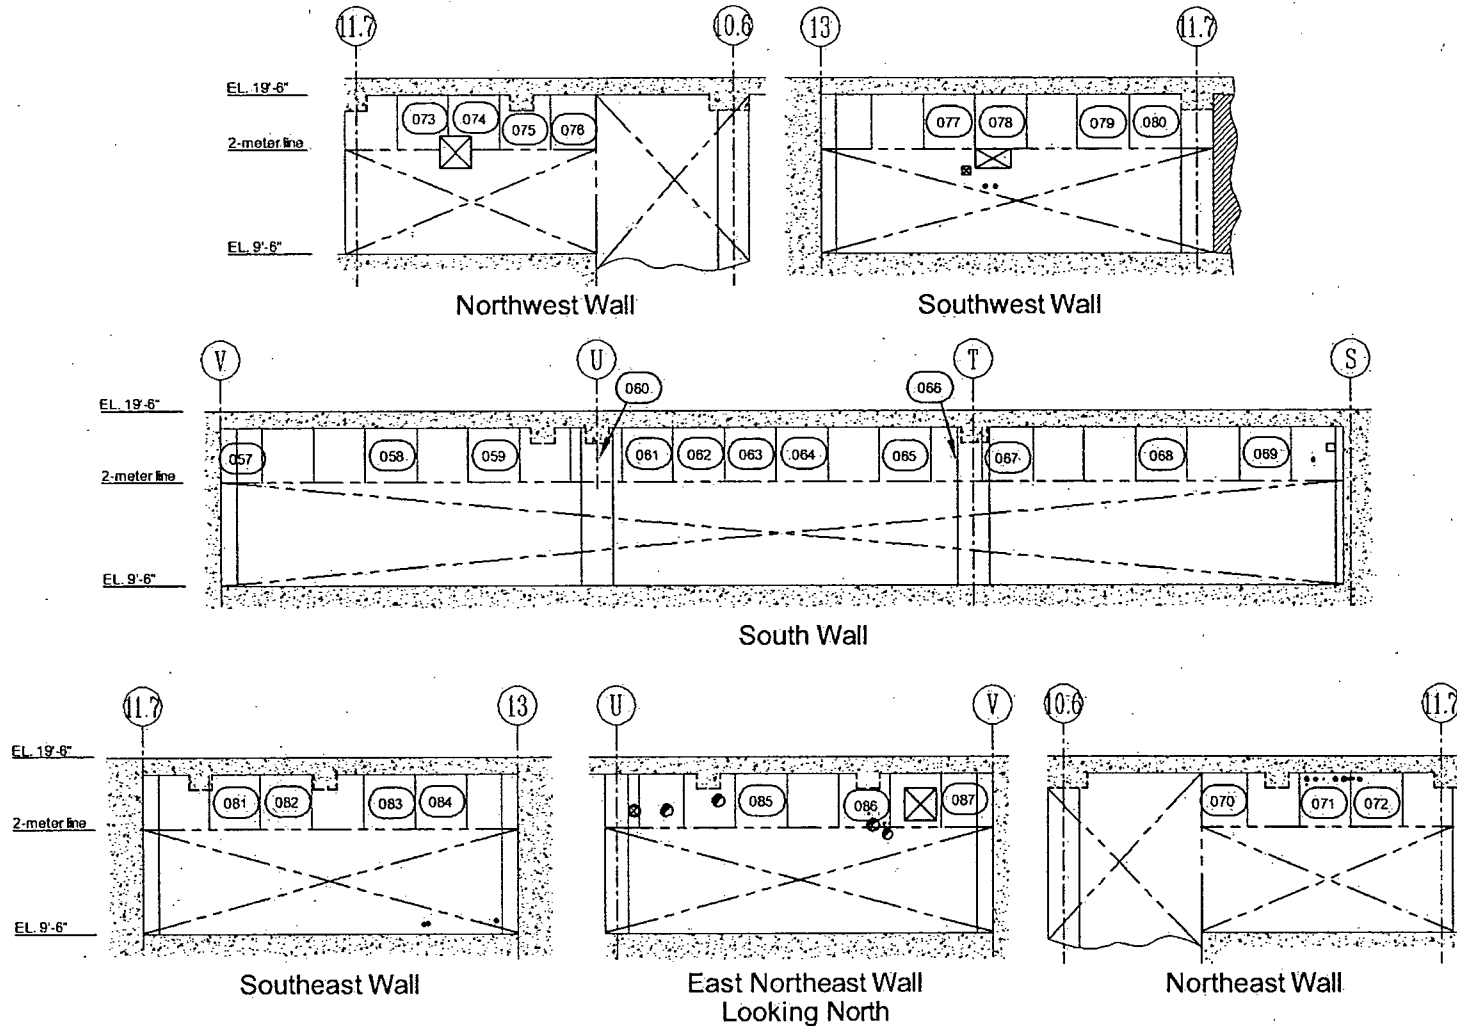 11.7
10.6
13
11.7
EL. 19'-6"
073
074
075
076
077
078
079
080
2-meter line
EL. 9'-6"
Northwest Wall
Southwest Wall
V
U
T
S
060
066
EL. 19'-6"
057
058
059
061
062
063
064
065
067
068
069
2-meter line
EL. 9'-6"
South Wall
11.7
13
U
V
10.6
11.7
EL. 19'-6"
081
082
083
084
085
086
087
070
071
072
2-meter line
EL. 9'-6"
Southeast Wall
East Northeast Wall
Looking North
Northeast Wall